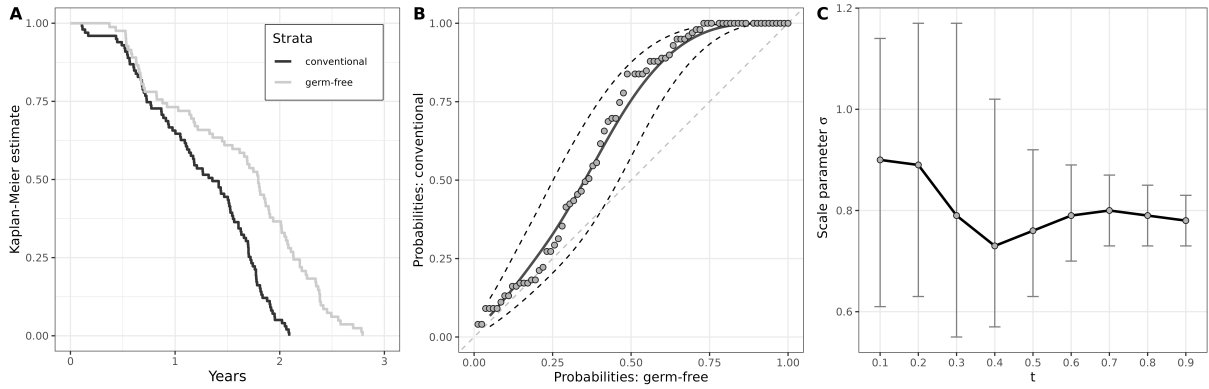 A
Kaplan-Meier estimate
1.00
0.75
0.50
0.25
0.00
Strata
conventional
germ-free
0
1
2
3
Years
B
Probabilities: conventional
1.00
0.75
0.50
0.25
0.00
0.00
0.25
0.50
0.75
1.00
Probabilities: germ-free
C
Scale parameter σ
1.2
1.0
0.8
0.6
0.1
0.2
0.3
0.4
0.5
0.6
0.7
0.8
0.9
t